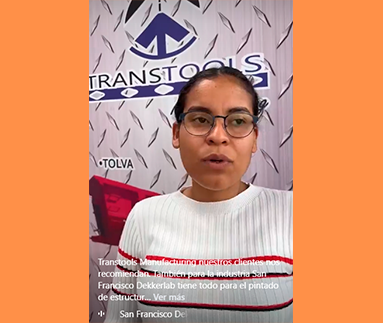 TRANSTOOLS
•TOLVA
Transtools Manufacturing nuestros clientes nos
recomiendan. También para la industria San
Francisco Dekkerlab tiene todo para el pintado
de estructur... Ver más
San Francisco De